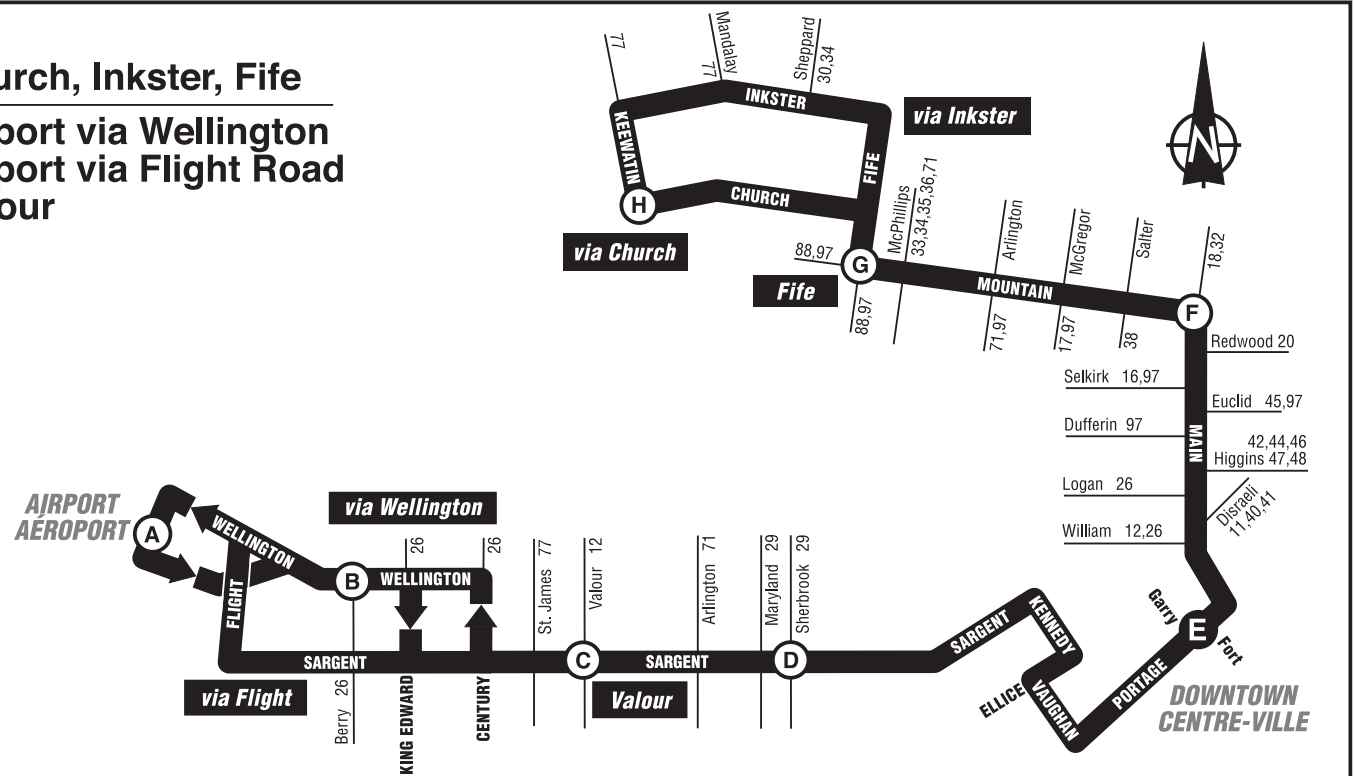 urch, Inkster, Fife
port via Wellington
port via Flight Road
our
77
Mandalay
77
Sheppard
30,34
INKSTER
via Inkster
N
KEEWATIN
FIFE
CHURCH
H
via Church
McPhillips
33,34,35,36,71
Arlington
McGregor
Salter
18,32
88,97
G
Fife
MOUNTAIN
F
88,97
71,97
17,97
38
Redwood 20
Selkirk 16,97
Euclid 45,97
Dufferin 97
MAIN
42,44,46
Higgins 47,48
Logan 26
Disraeli
11,40,41
William 12,26
AIRPORT
AÉROPORT
A
via Wellington
WELLINGTON
B
WELLINGTON
26
26
St. James 77
Valour 12
Arlington 71
Maryland 29
Sherbrook 29
FLIGHT
SARGENT
C
SARGENT
D
SARGENT
KENNEDY
Garry
E
Fort
via Flight
Berry 26
KING EDWARD
CENTURY
Valour
ELLICE
VAUGHAN
PORTAGE
DOWNTOWN
CENTRE-VILLE